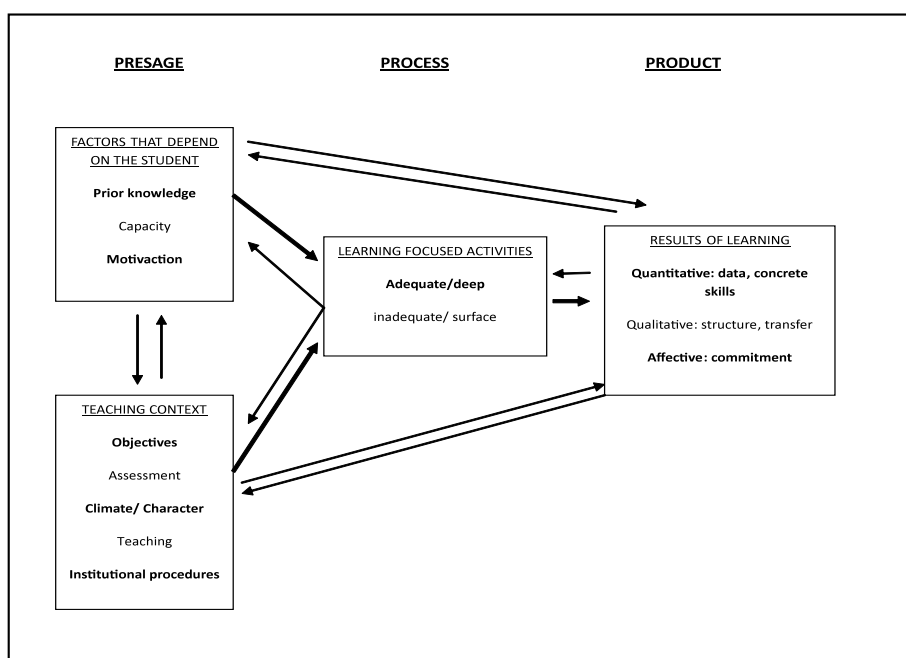 PRESAGE
PROCESS
PRODUCT
FACTORS THAT DEPEND
ON THE STUDENT
Prior knowledge
Capacity
Motivaction
LEARNING FOCUSED ACTIVITIES
Adequate/deep
inadequate/ surface
RESULTS OF LEARNING
Quantitative: data, concrete
skills
Qualitative: structure, transfer
Affective: commitment
TEACHING CONTEXT
Objectives
Assessment
Climate/ Character
Teaching
Institutional procedures